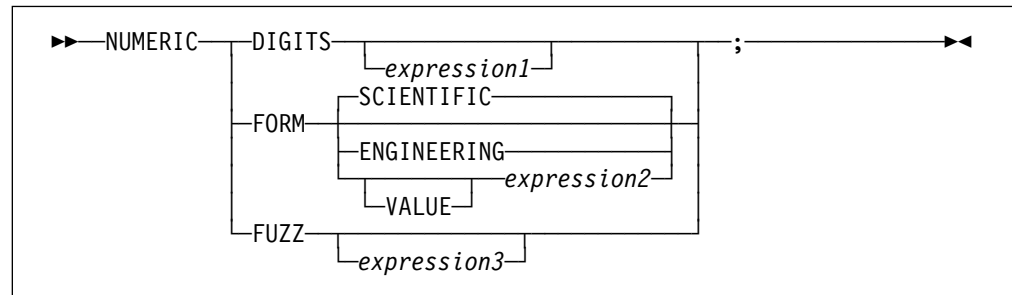 NUMERIC DIGITS ;
expression1
SCIENTIFIC
FORM
ENGINEERING
expression2
VALUE
FUZZ
expression3